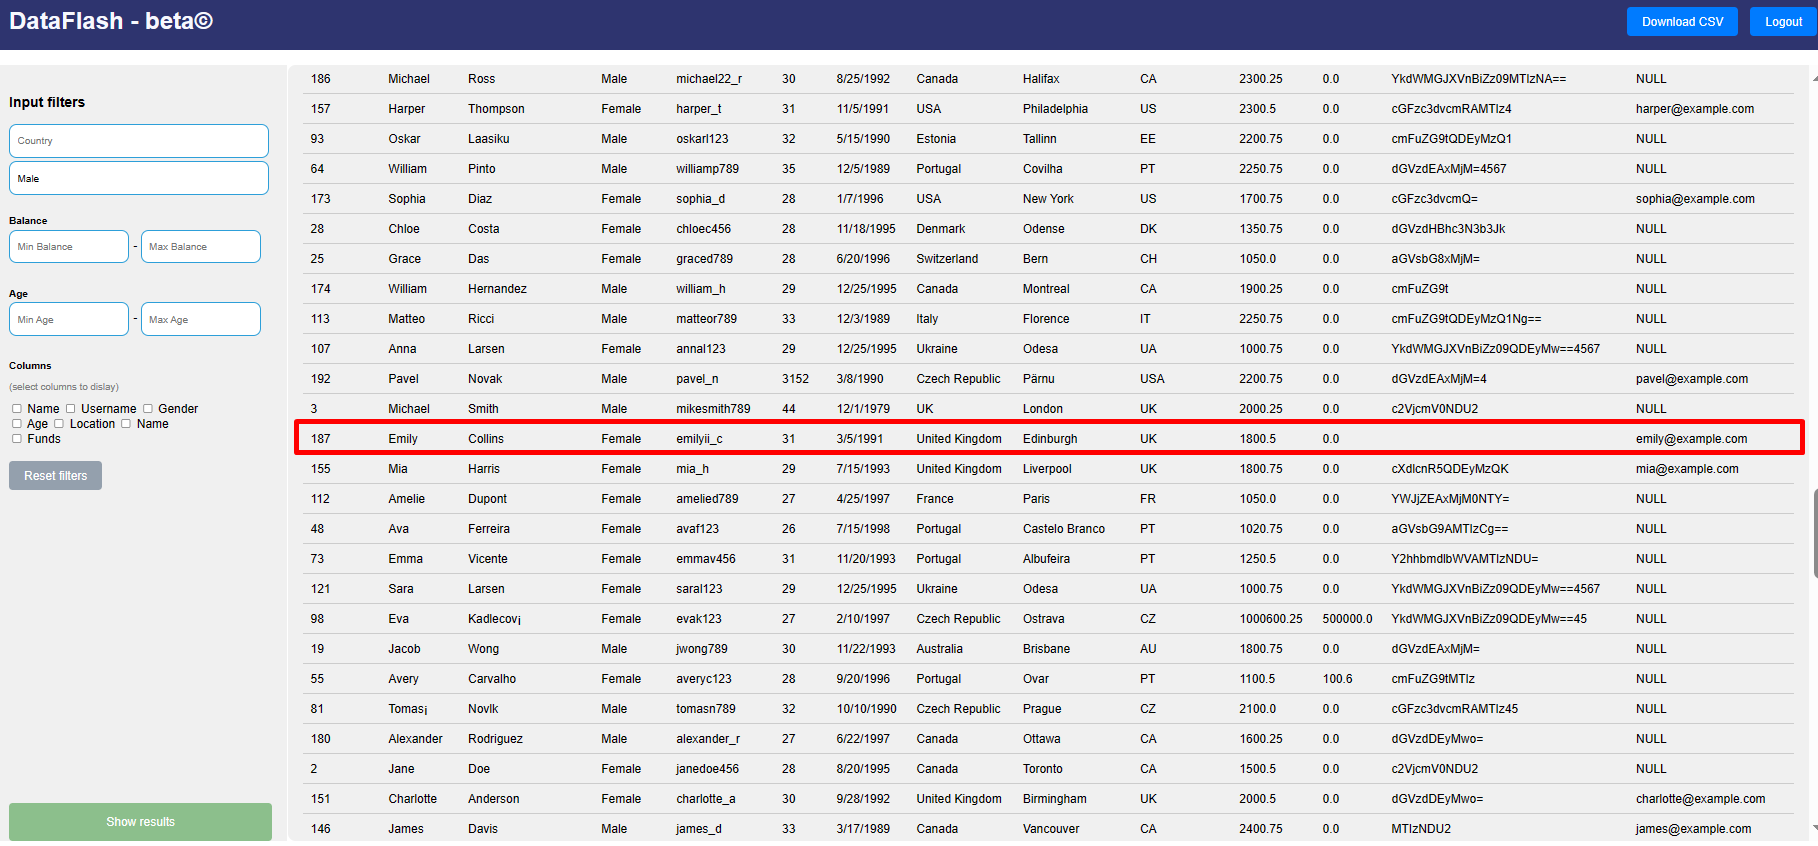 DataFlash - beta©
Download CSV
Logout
Input filters
Country
Male
Balance
Min Balance - Max Balance
Age
Min Age - Max Age
Columns
(select columns to dislay)
Name Username Gender
Age Location Name
Funds
Reset filters
Show results
186 Michael Ross Male michael22_r 30 8/25/1992 Canada Halifax CA 2300.25 0.0 YkdWMGJXVnBiZz09MTIzNA== NULL
157 Harper Thompson Female harper_t 31 11/5/1991 USA Philadelphia US 2300.5 0.0 cGFzc3dvcmRAMTIz4 harper@example.com
93 Oskar Laasiku Male oskarl123 32 5/15/1990 Estonia Tallinn EE 2200.75 0.0 cmFuZG9tQDEyMzQ1 NULL
64 William Pinto Male williamp789 35 12/5/1989 Portugal Covilha PT 2250.75 0.0 dGVzdEAxMjM=4567 NULL
173 Sophia Diaz Female sophia_d 28 1/7/1996 USA New York US 1700.75 0.0 cGFzc3dvcmQ= sophia@example.com
28 Chloe Costa Female chloec456 28 11/18/1995 Denmark Odense DK 1350.75 0.0 dGVzdHBhc3N3b3Jk NULL
25 Grace Das Female graced789 28 6/20/1996 Switzerland Bern CH 1050.0 0.0 aGVsbG8xMjM= NULL
174 William Hernandez Male william_h 29 12/25/1995 Canada Montreal CA 1900.25 0.0 cmFuZG9t NULL
113 Matteo Ricci Male matteor789 33 12/3/1989 Italy Florence IT 2250.75 0.0 cmFuZG9tQDEyMzQ1Ng== NULL
107 Anna Larsen Female annal123 29 12/25/1995 Ukraine Odesa UA 1000.75 0.0 YkdWMGJXVnBiZz09QDEyMw==4567 NULL
192 Pavel Novak Male pavel_n 3152 3/8/1990 Czech Republic Pärnu USA 2200.75 0.0 dGVzdEAxMjM=4 pavel@example.com
3 Michael Smith Male mikesmith789 44 12/1/1979 UK London UK 2000.25 0.0 c2VjcmV0NDU2 NULL
187 Emily Collins Female emilyii_c 31 3/5/1991 United Kingdom Edinburgh UK 1800.5 0.0 emily@example.com
155 Mia Harris Female mia_h 29 7/15/1993 United Kingdom Liverpool UK 1800.75 0.0 cXdlcnR5QDEyMzQK mia@example.com
112 Amelie Dupont Female amelied789 27 4/25/1997 France Paris FR 1050.0 0.0 YWJjZEAxMjM0NTY= NULL
48 Ava Ferreira Female avaf123 26 7/15/1998 Portugal Castelo Branco PT 1020.75 0.0 aGVsbG9AMTIzCg== NULL
73 Emma Vicente Female emmav456 31 11/20/1993 Portugal Albufeira PT 1250.5 0.0 Y2hhbmdlbWVAMTIzNDU= NULL
121 Sara Larsen Female saral123 29 12/25/1995 Ukraine Odesa UA 1000.75 0.0 YkdWMGJXVnBiZz09QDEyMw==4567 NULL
98 Eva Kadlecov¡ Female evak123 27 2/10/1997 Czech Republic Ostrava CZ 1000600.25 500000.0 YkdWMGJXVnBiZz09QDEyMw==45 NULL
19 Jacob Wong Male jwong789 30 11/22/1993 Australia Brisbane AU 1800.75 0.0 dGVzdEAxMjM= NULL
55 Avery Carvalho Female averyc123 28 9/20/1996 Portugal Ovar PT 1100.5 100.6 cmFuZG9tMTIz NULL
81 Tomas¡ Novlk Male tomasn789 32 10/10/1990 Czech Republic Prague CZ 2100.0 0.0 cGFzc3dvcmRAMTIz45 NULL
180 Alexander Rodriguez Male alexander_r 27 6/22/1997 Canada Ottawa CA 1600.25 0.0 dGVzdDEyMwo= NULL
2 Jane Doe Female janedoe456 28 8/20/1995 Canada Toronto CA 1500.5 0.0 c2VjcmV0NDU2 NULL
151 Charlotte Anderson Female charlotte_a 30 9/28/1992 United Kingdom Birmingham UK 2000.5 0.0 dGVzdDEyMwo= charlotte@example.com
146 James Davis Male james_d 33 3/17/1989 Canada Vancouver CA 2400.75 0.0 MTIzNDU2 james@example.com